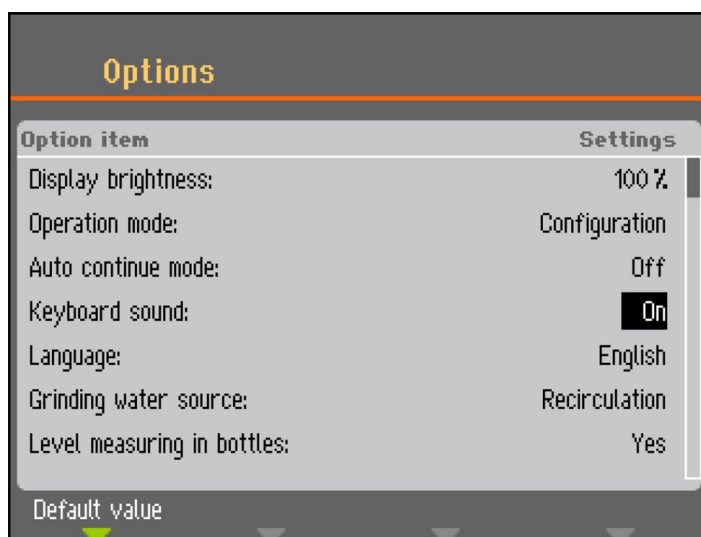 Options
Option item Settings
Display brightness: 100 %
Operation mode: Configuration
Auto continue mode: Off
Keyboard sound: On
Language: English
Grinding water source: Recirculation
Level measuring in bottles: Yes
Default value